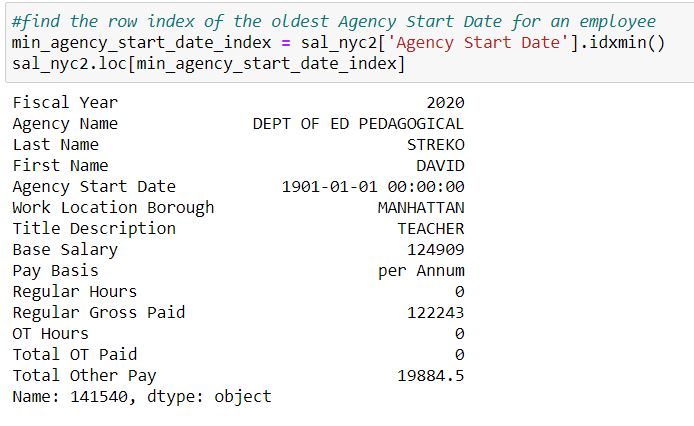 #find the row index of the oldest Agency Start Date for an employee
min_agency_start_date_index = sal_nyc2['Agency Start Date'].idxmin()
sal_nyc2.loc[min_agency_start_date_index]
Fiscal Year 2020
Agency Name DEPT OF ED PEDAGOGICAL
Last Name STREKO
First Name DAVID
Agency Start Date 1901-01-01 00:00:00
Work Location Borough MANHATTAN
Title Description TEACHER
Base Salary 124909
Pay Basis per Annum
Regular Hours 0
Regular Gross Paid 122243
OT Hours 0
Total OT Paid 0
Total Other Pay 19884.5
Name: 141540, dtype: object